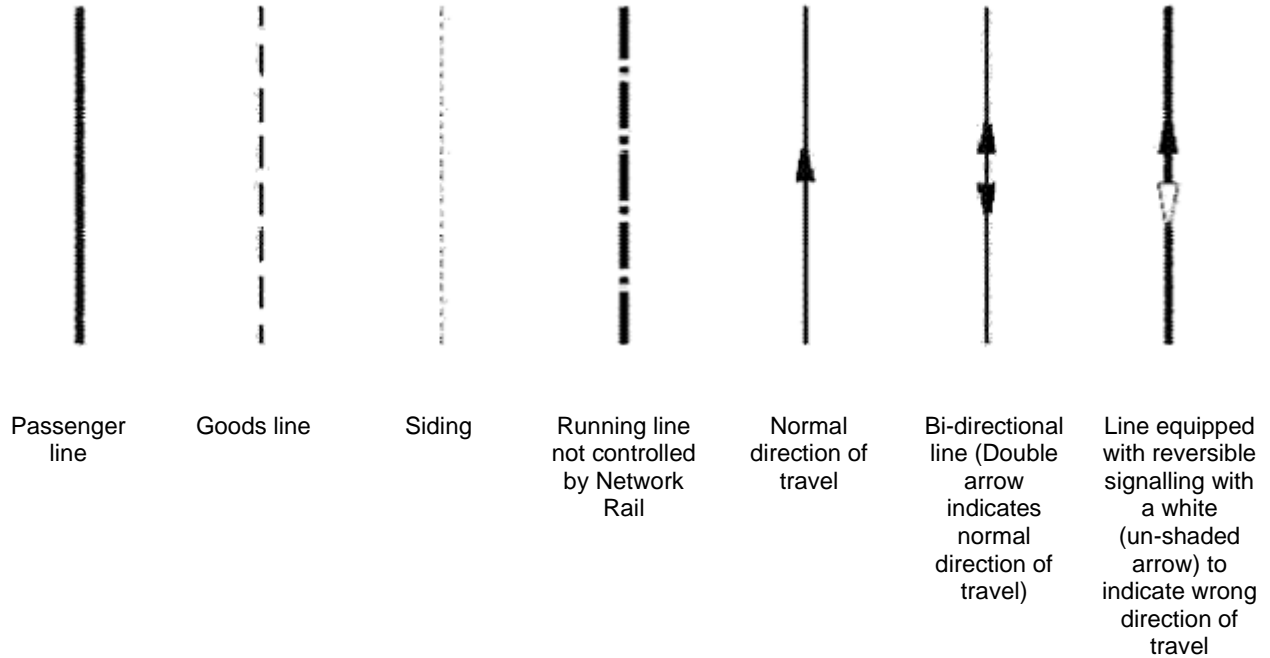 Passenger
line
Goods line
Siding
Running line
not controlled
by Network
Rail
Normal
direction of
travel
Bi-directional
line (Double
arrow
indicates
normal
direction of
travel)
Line equipped
with reversible
signalling with
a white
(un-shaded
arrow) to
indicate wrong
direction of
travel